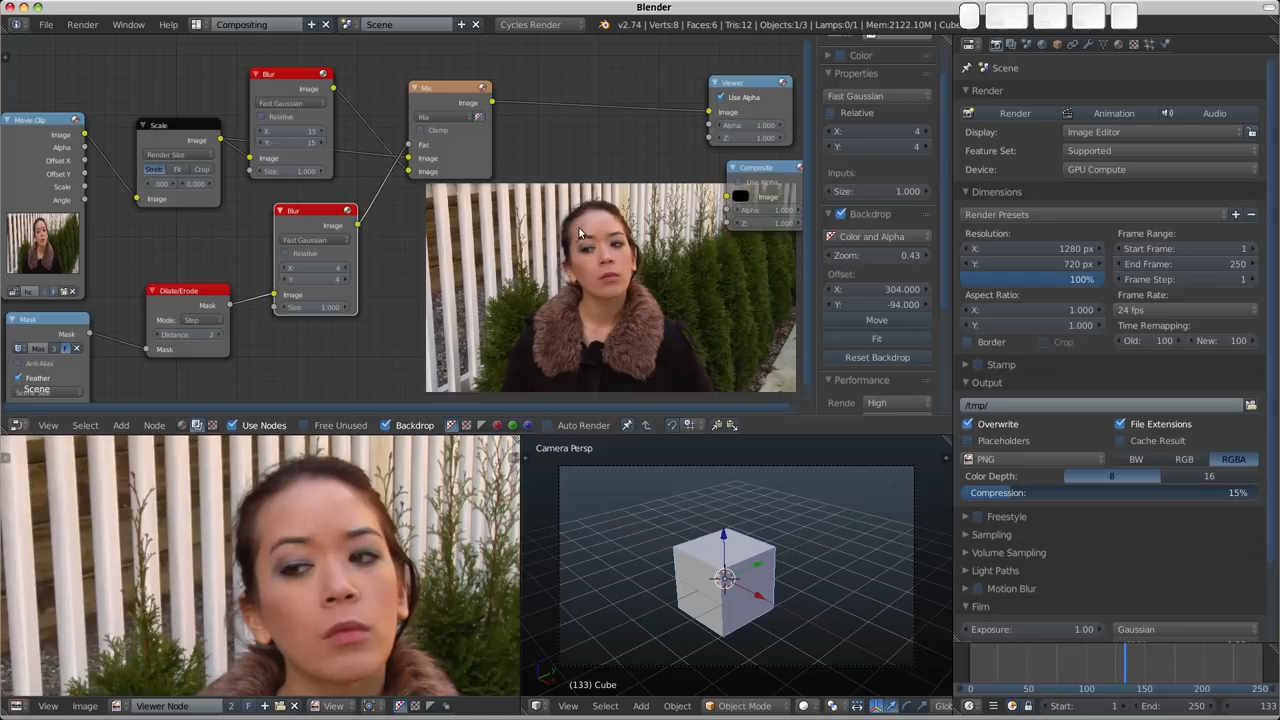 Blender
File Render Window Help Compositing Scene Cycles Render v2.74 | Verts:8 | Faces:6 | Tris:12 | Objects:1/3 | Lamps:0/1 | Mem:2122.10M | Cub
Movie Clip
Image
Alpha
Offset X
Offset Y
Scale
Angle
Mask
Mask
Mas 3 F
Anti-Alias
Feather
Scene
Scene Size
Scale
Image
Render Size
Stretc Fit Crop
000 0.000
Image
Dilate/Erode
Mask
Mode: Step
Distance: 2
Mask
Blur
Image
Fast Gaussian
Relative
X: 15
Y: 15
Image
Size: 1.000
Blur
Image
Fast Gaussian
Relative
X: 4
Y: 4
Image
Size: 1.000
Mix
Image
Mix
Clamp
Fac
Image
Image
Viewer
Use Alpha
Image
Alpha: 1.000
Z: 1.000
Composite
Use Alpha
Image
Alpha: 1.000
Z: 1.000
Color
Properties
Fast Gaussian
Relative
X: 4
Y: 4
Inputs:
Size: 1.000
Backdrop
Color and Alpha
Zoom: 0.43
Offset:
X: 304.000
Y: -94.000
Move
Fit
Reset Backdrop
Performance
Rende High
View Select Add Node Use Nodes Free Unused Backdrop Auto Render
View Image Viewer Node 2 F View
Camera Persp
(133) Cube
View Select Add Object Object Mode Glob
Scene
Render
Render Animation Audio
Display: Image Editor
Feature Set: Supported
Device: GPU Compute
Dimensions
Render Presets
Resolution: Frame Range:
X: 1280 px Start Frame: 1
Y: 720 px End Frame: 250
100% Frame Step: 1
Aspect Ratio: Frame Rate:
X: 1.000 24 fps
Y: 1.000 Time Remapping:
Border Crop Old: 100 New: 100
Stamp
Output
/tmp/
Overwrite File Extensions
Placeholders Cache Result
PNG BW RGB RGBA
Color Depth: 8 16
Compression: 15%
Freestyle
Sampling
Volume Sampling
Light Paths
Motion Blur
Film
Exposure: 1.00 Gaussian
0 50 100 150 200 250
Start: 1 End: 250 133